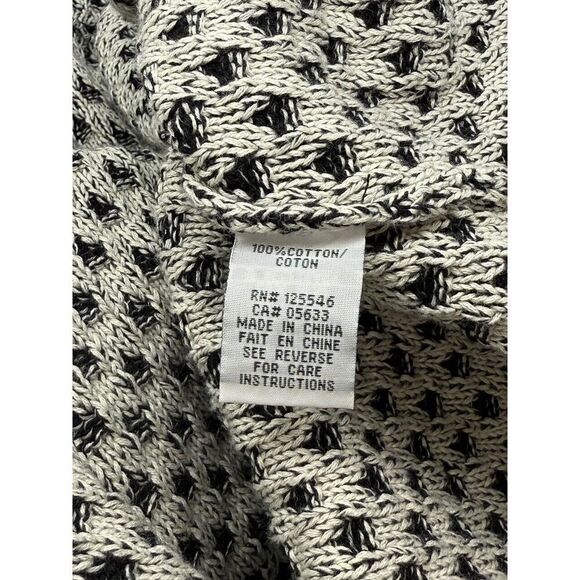 100%COTTON/
COTON
RN# 125546
CA# 05633
MADE IN CHINA
FAIT EN CHINE
SEE REVERSE
FOR CARE
INSTRUCTIONS